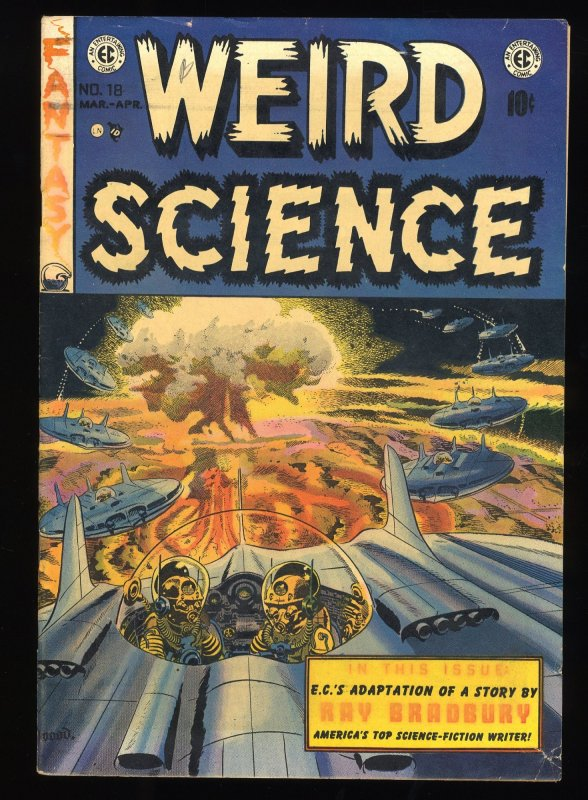 FANTASY
AN ENTERTAINING
EC
COMIC
NO. 18
MAR.-APR.
WEIRD
SCIENCE
AN ENTERTAINING
EC
COMIC
10¢
IN THIS ISSUE:
E.C.'S ADAPTATION OF A STORY BY
RAY BRADBURY
AMERICA'S TOP SCIENCE-FICTION WRITER!